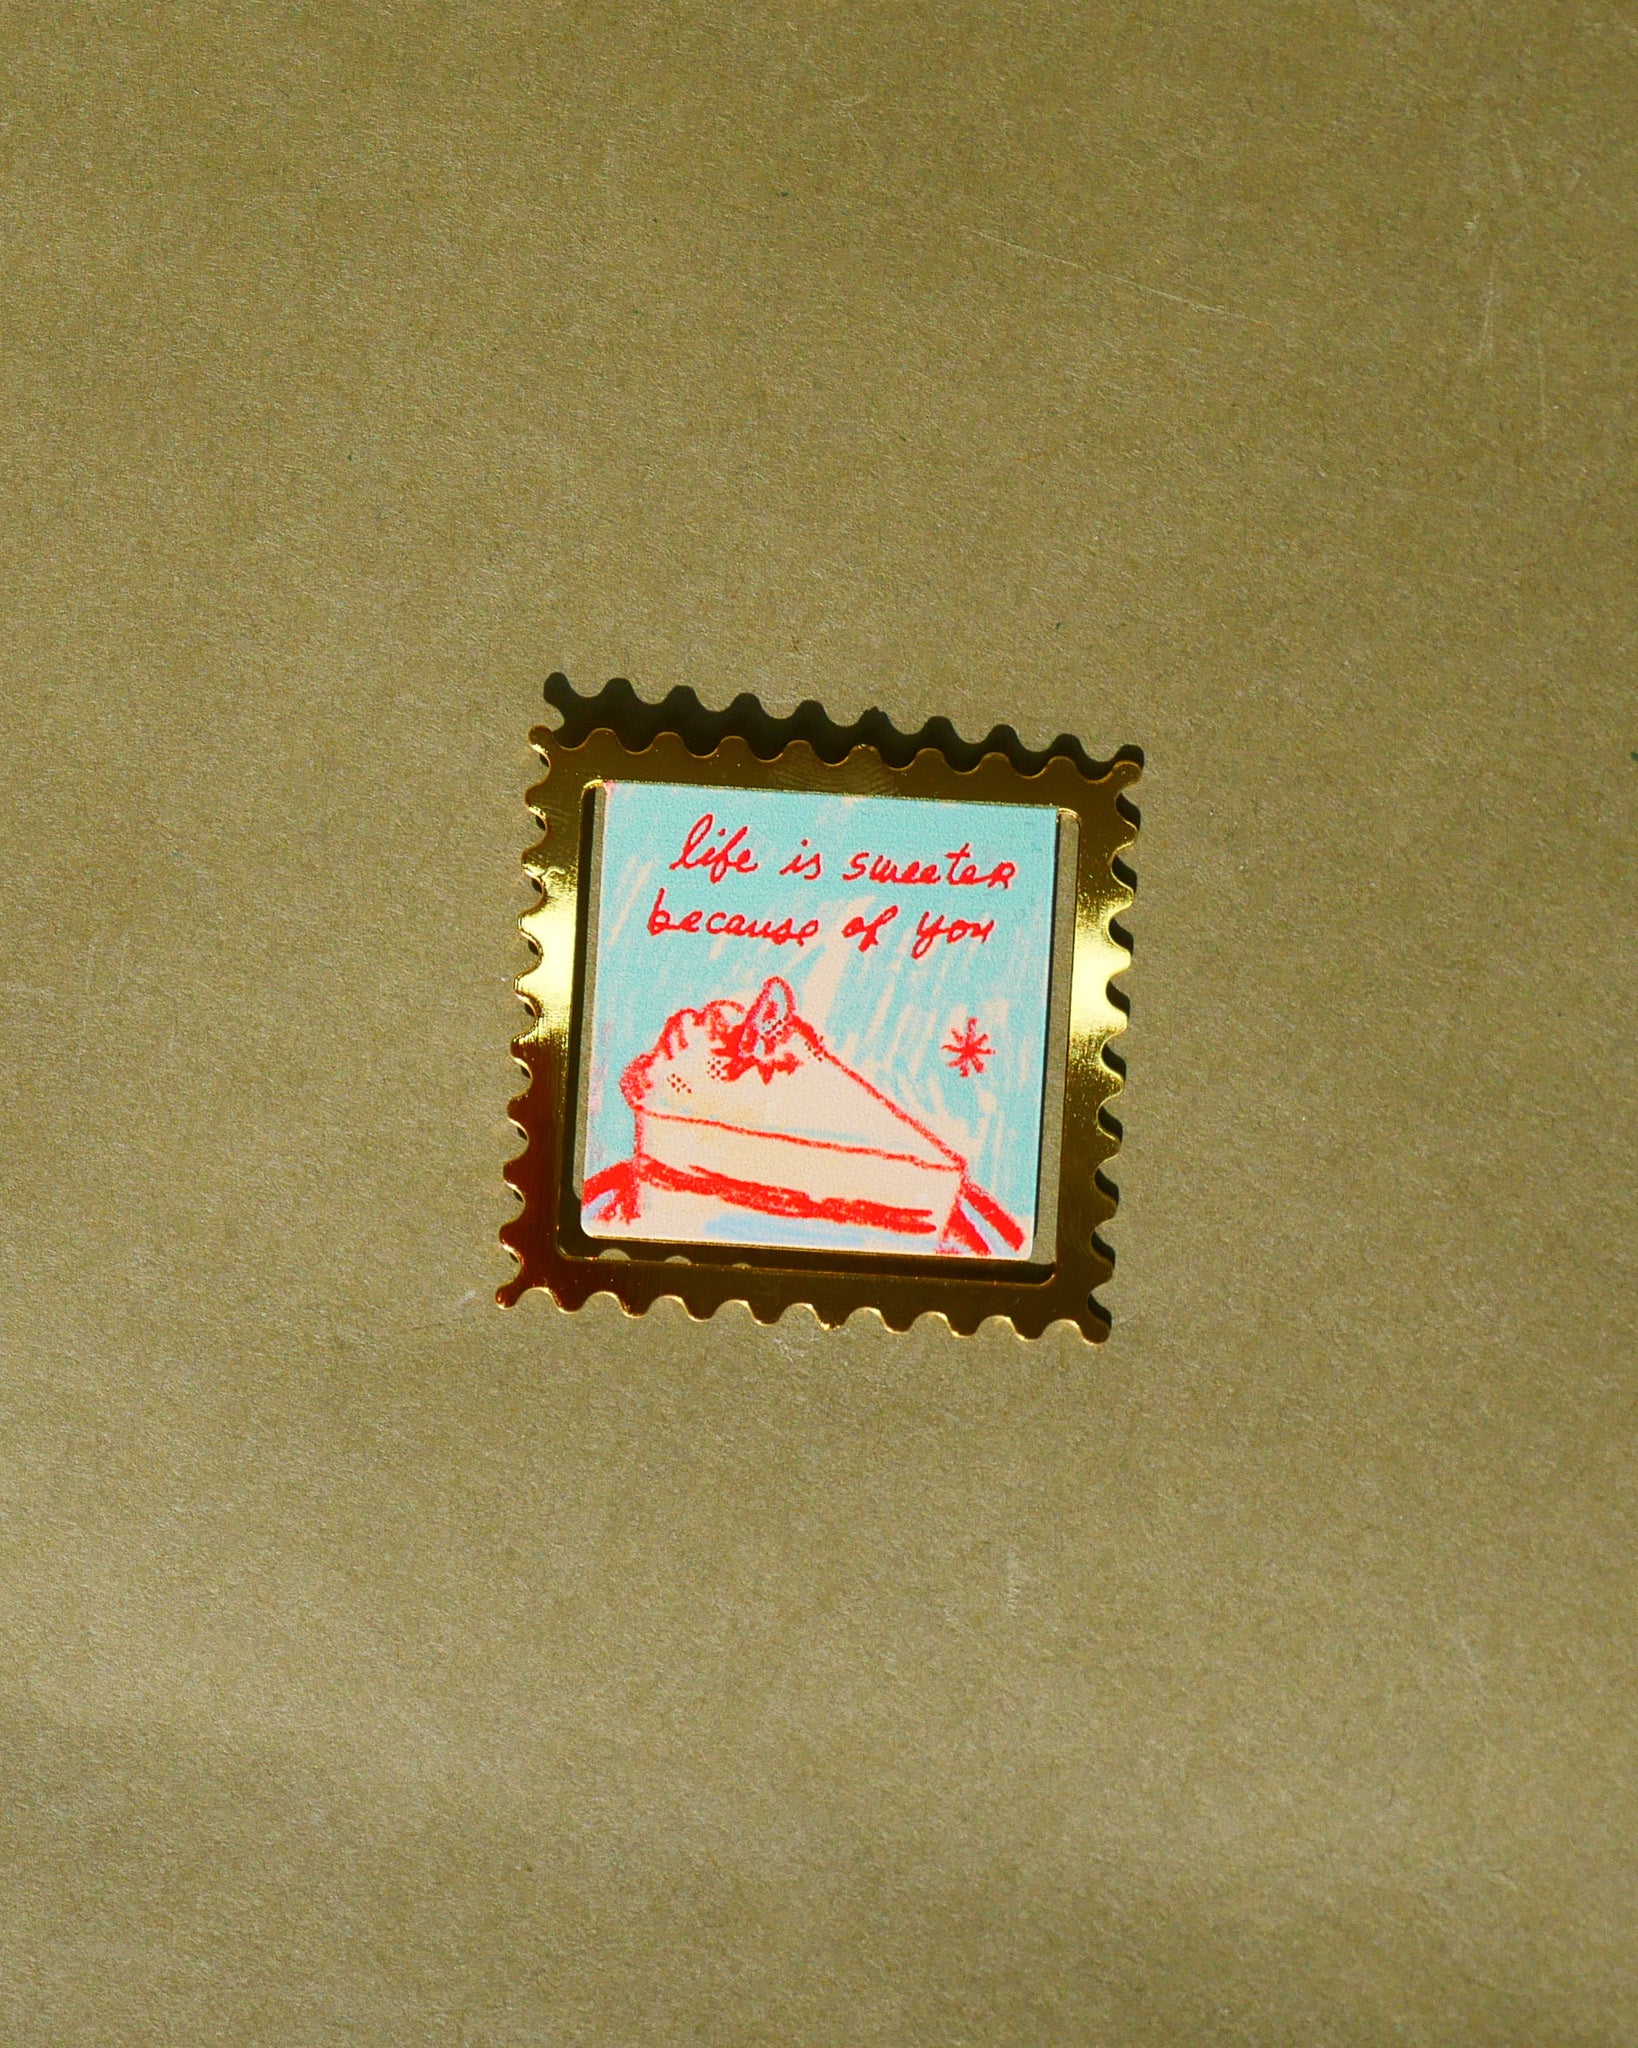 life is sweeter
because of you